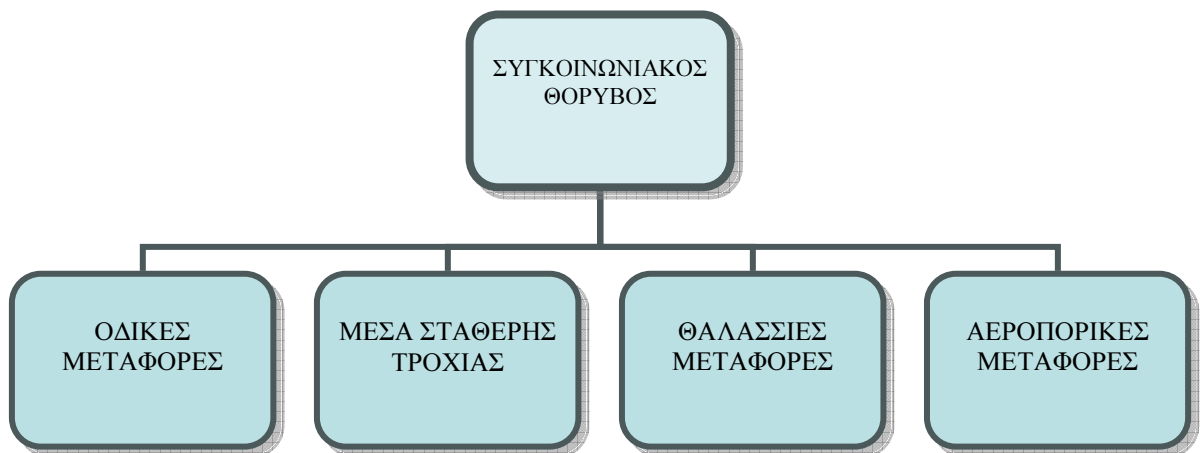 ΣΥΓΚΟΙΝΩΝΙΑΚΟΣ
ΘΟΡΥΒΟΣ
ΟΔΙΚΕΣ
ΜΕΤΑΦΟΡΕΣ
ΜΕΣΑ ΣΤΑΘΕΡΗΣ
ΤΡΟΧΙΑΣ
ΘΑΛΑΣΣΙΕΣ
ΜΕΤΑΦΟΡΕΣ
ΑΕΡΟΠΟΡΙΚΕΣ
ΜΕΤΑΦΟΡΕΣ